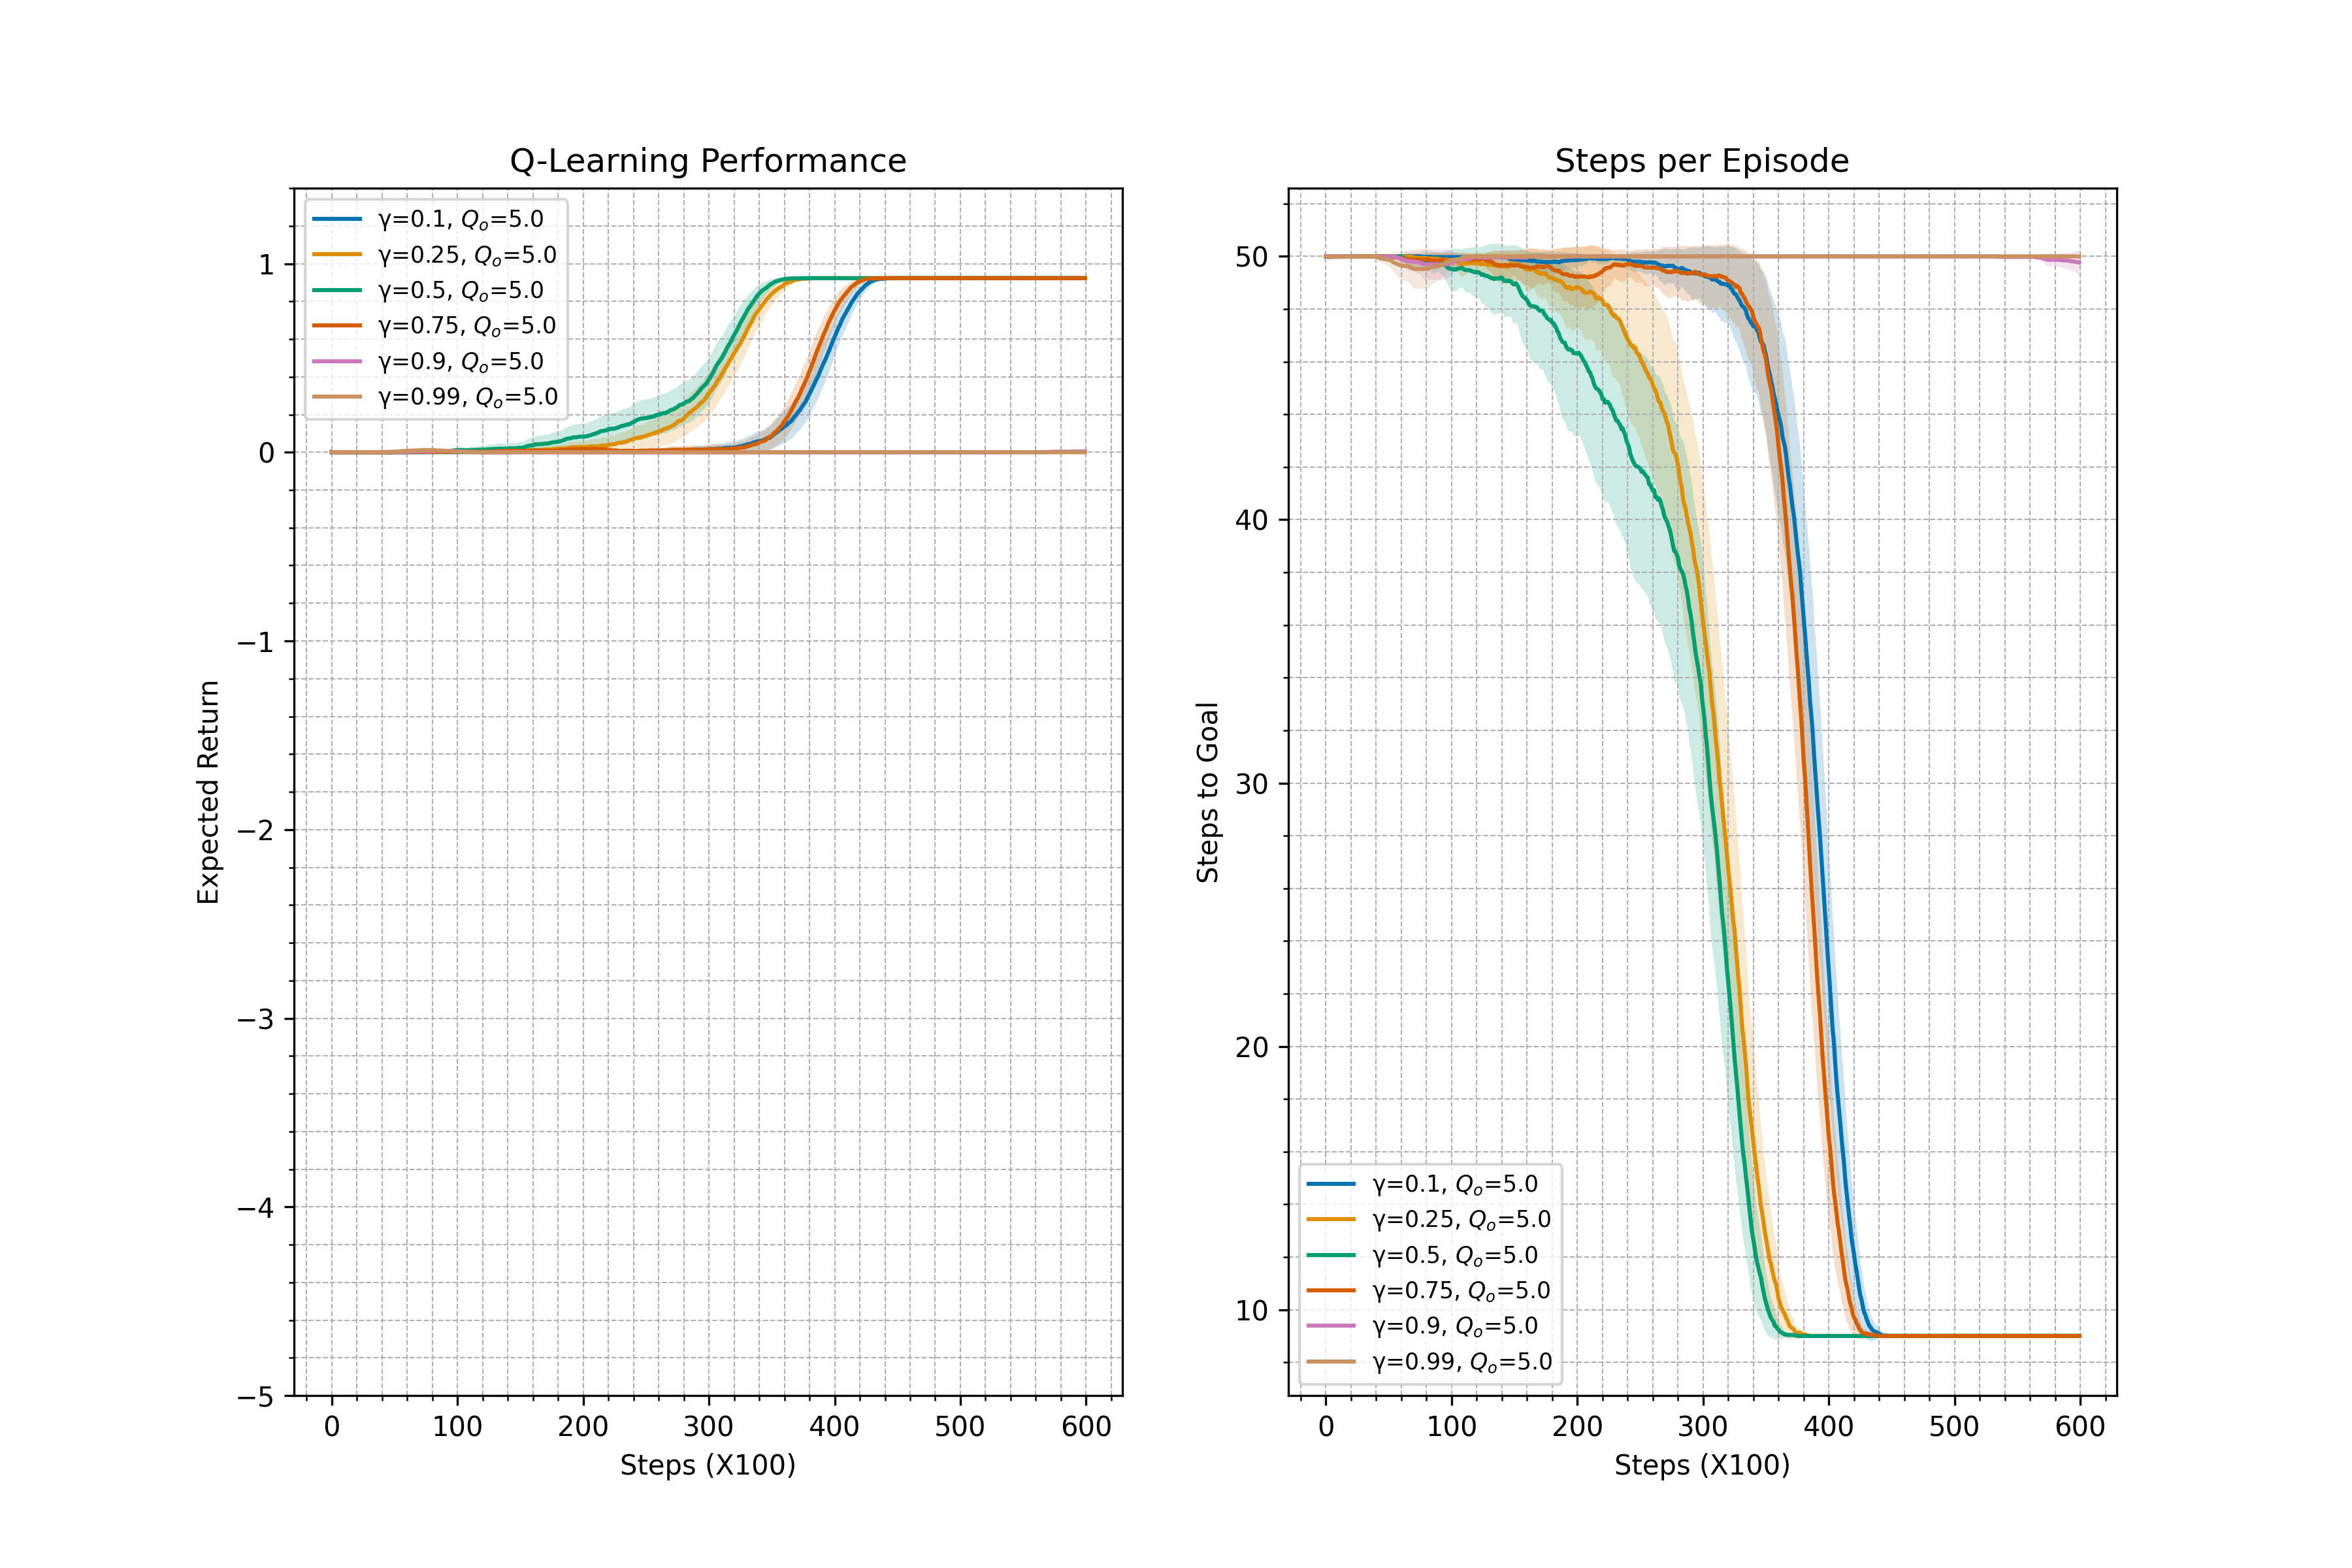 Q-Learning Performance
γ=0.1, Qo=5.0
γ=0.25, Qo=5.0
γ=0.5, Qo=5.0
γ=0.75, Qo=5.0
γ=0.9, Qo=5.0
γ=0.99, Qo=5.0
1
0
−1
−2
−3
−4
−5
Expected Return
0 100 200 300 400 500 600
Steps (X100)
Steps per Episode
50
40
30
20
10
Steps to Goal
γ=0.1, Qo=5.0
γ=0.25, Qo=5.0
γ=0.5, Qo=5.0
γ=0.75, Qo=5.0
γ=0.9, Qo=5.0
γ=0.99, Qo=5.0
0 100 200 300 400 500 600
Steps (X100)